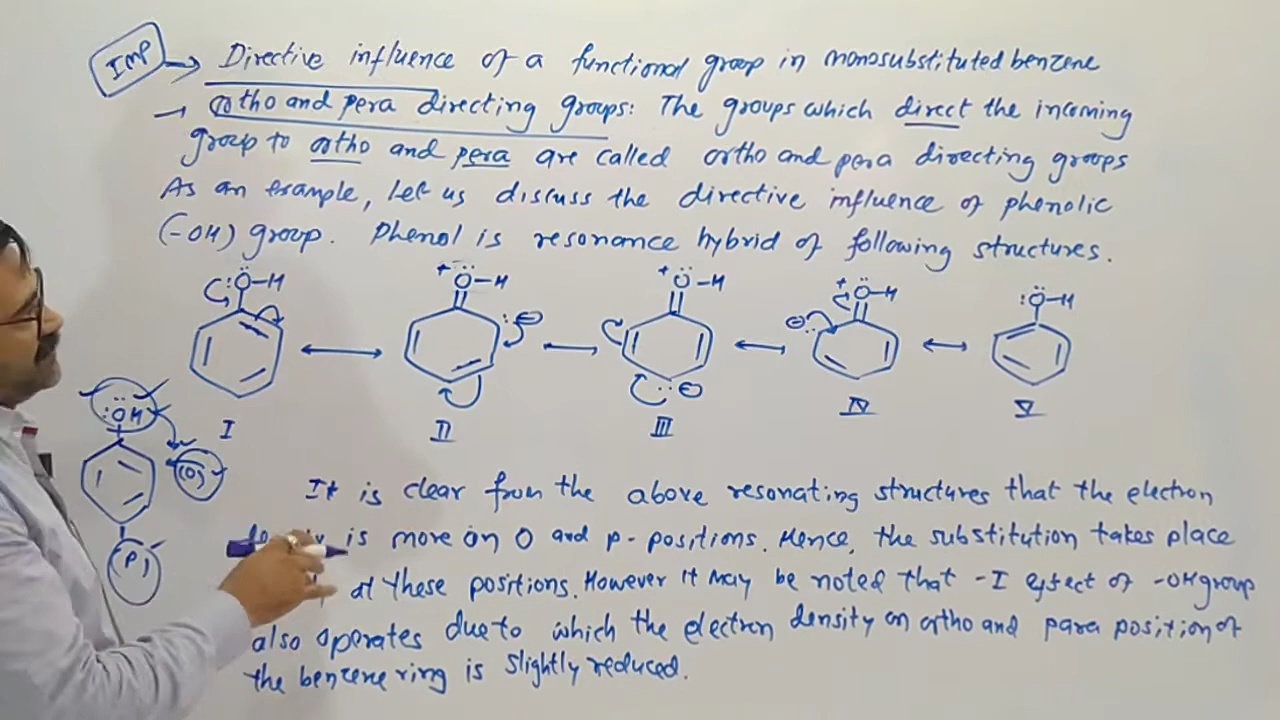 IMP → Directive influence of a functional group in monosubstituted benzene
→ ortho and pera directing groups: The groups which direct the incoming
group to ortho and pera are called ortho and pera directing groups
As an example, Let us discuss the directive influence of phenolic
(-OH) group. Phenol is resonance hybrid of following structures.
:Ö-H
+ Ö-H
+ Ö-H
+ Ö-H
:Ö-H
I
II
III
IV
V
:ÖH
(O)
(P)
It is clear from the above resonating structures that the electron
is more on O and p-positions. Hence, the substitution takes place
at these positions. However it may be noted that -I effect of -OH group
also operates due to which the electron density on ortho and para position of
the benzene ring is slightly reduced.